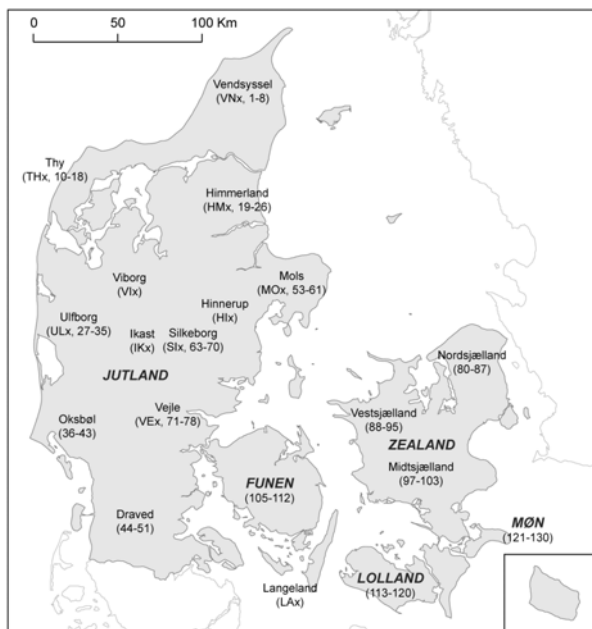 0 50 100 Km
Vendsyssel
(VNx, 1-8)
Thy
(THx, 10-18)
Himmerland
(HMx, 19-26)
Mols
(MOx, 53-61)
Viborg
(VIx)
Hinnerup
(HIx)
Ulfborg
(ULx, 27-35)
Ikast
(IKx)
Silkeborg
(SIx, 63-70)
Nordsjælland
(80-87)
JUTLAND
Oksbøl
(36-43)
Vejle
(VEx, 71-78)
Vestsjælland
(88-95)
ZEALAND
Midtsjælland
(97-103)
FUNEN
(105-112)
Draved
(44-51)
MØN
(121-130)
Langeland
(LAx)
LOLLAND
(113-120)